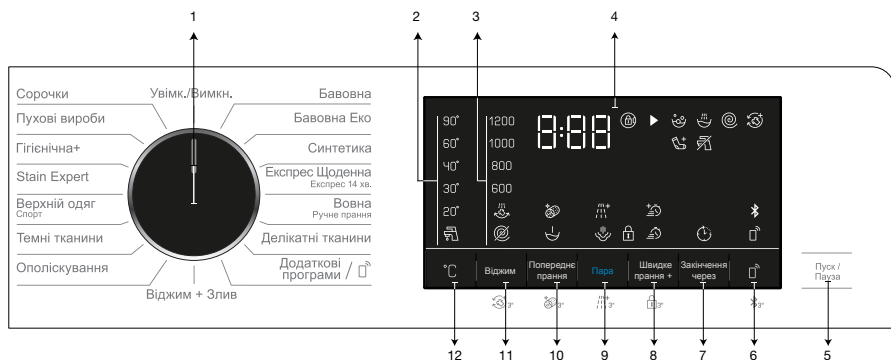 1
2
3
4
Сорочки
Увімк./Вимкн.
Бавовна
Пухові вироби
Бавовна Еко
Гігієнічна+
Синтетика
Stain Expert
Експрес Щоденна
Експрес 14 хв.
Верхній одяг
Спорт
Вовна
Ручне прання
Темні тканини
Делікатні тканини
Ополіскування
Додаткові
програми /
Віджим + Злив
90°
60°
40°
30°
20°
1200
1000
800
600
8:88
°C
Віджим
Попереднє
прання
Пара
Швидке
прання +
Закінчення
через
Пуск /
Пауза
3"
3"
3"
3"
3"
12
11
10
9
8
7
6
5